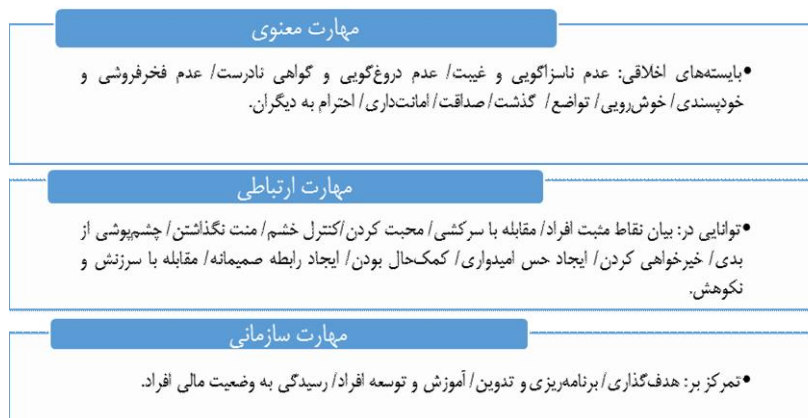 مهارت معنوی
•بایسته‌های اخلاقی: عدم ناسزاگویی و غیبت/ عدم دروغ‌گویی و گواهی نادرست/ عدم فخرفروشی و
خودپسندی/ خوش‌رویی/ تواضع/ گذشت/ صداقت/ امانت‌داری/ احترام به دیگران.
مهارت ارتباطی
•توانایی در: بیان نقاط مثبت افراد/ مقابله با سرکشی/ محبت کردن/کنترل خشم/ منت نگذاشتن/ چشم‌پوشی از
بدی/ خیرخواهی کردن/ ایجاد حس امیدواری/ کمک‌حال بودن/ ایجاد رابطه صمیمانه/ مقابله با سرزنش و
نکوهش.
مهارت سازمانی
•تمرکز بر: هدف‌گذاری/ برنامه‌ریزی و تدوین/ آموزش و توسعه افراد/ رسیدگی به وضعیت مالی افراد.